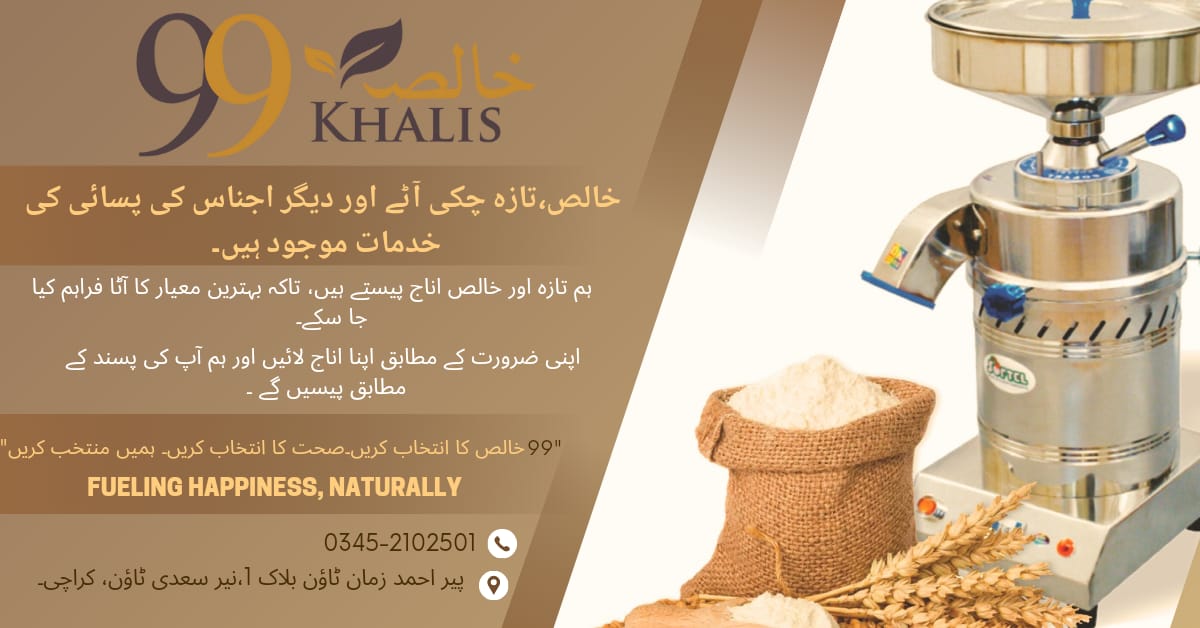 99 خالص
KHALIS
خالص،تازہ چکی آٹے اور دیگر اجناس کی پسائی کی
خدمات موجود ہیں۔
ہم تازہ اور خالص اناج پیستے ہیں، تاکہ بہترین معیار کا آٹا فراہم کیا
جا سکے۔
اپنی ضرورت کے مطابق اپنا اناج لائیں اور ہم آپ کی پسند کے
مطابق پیسیں گے ۔
"99خالص کا انتخاب کریں۔صحت کا انتخاب کریں۔ ہمیں منتخب کریں"
FUELING HAPPINESS, NATURALLY
0345-2102501
پیر احمد زمان ٹاؤن بلاک 1،نیر سعدی ٹاؤن، کراچی۔